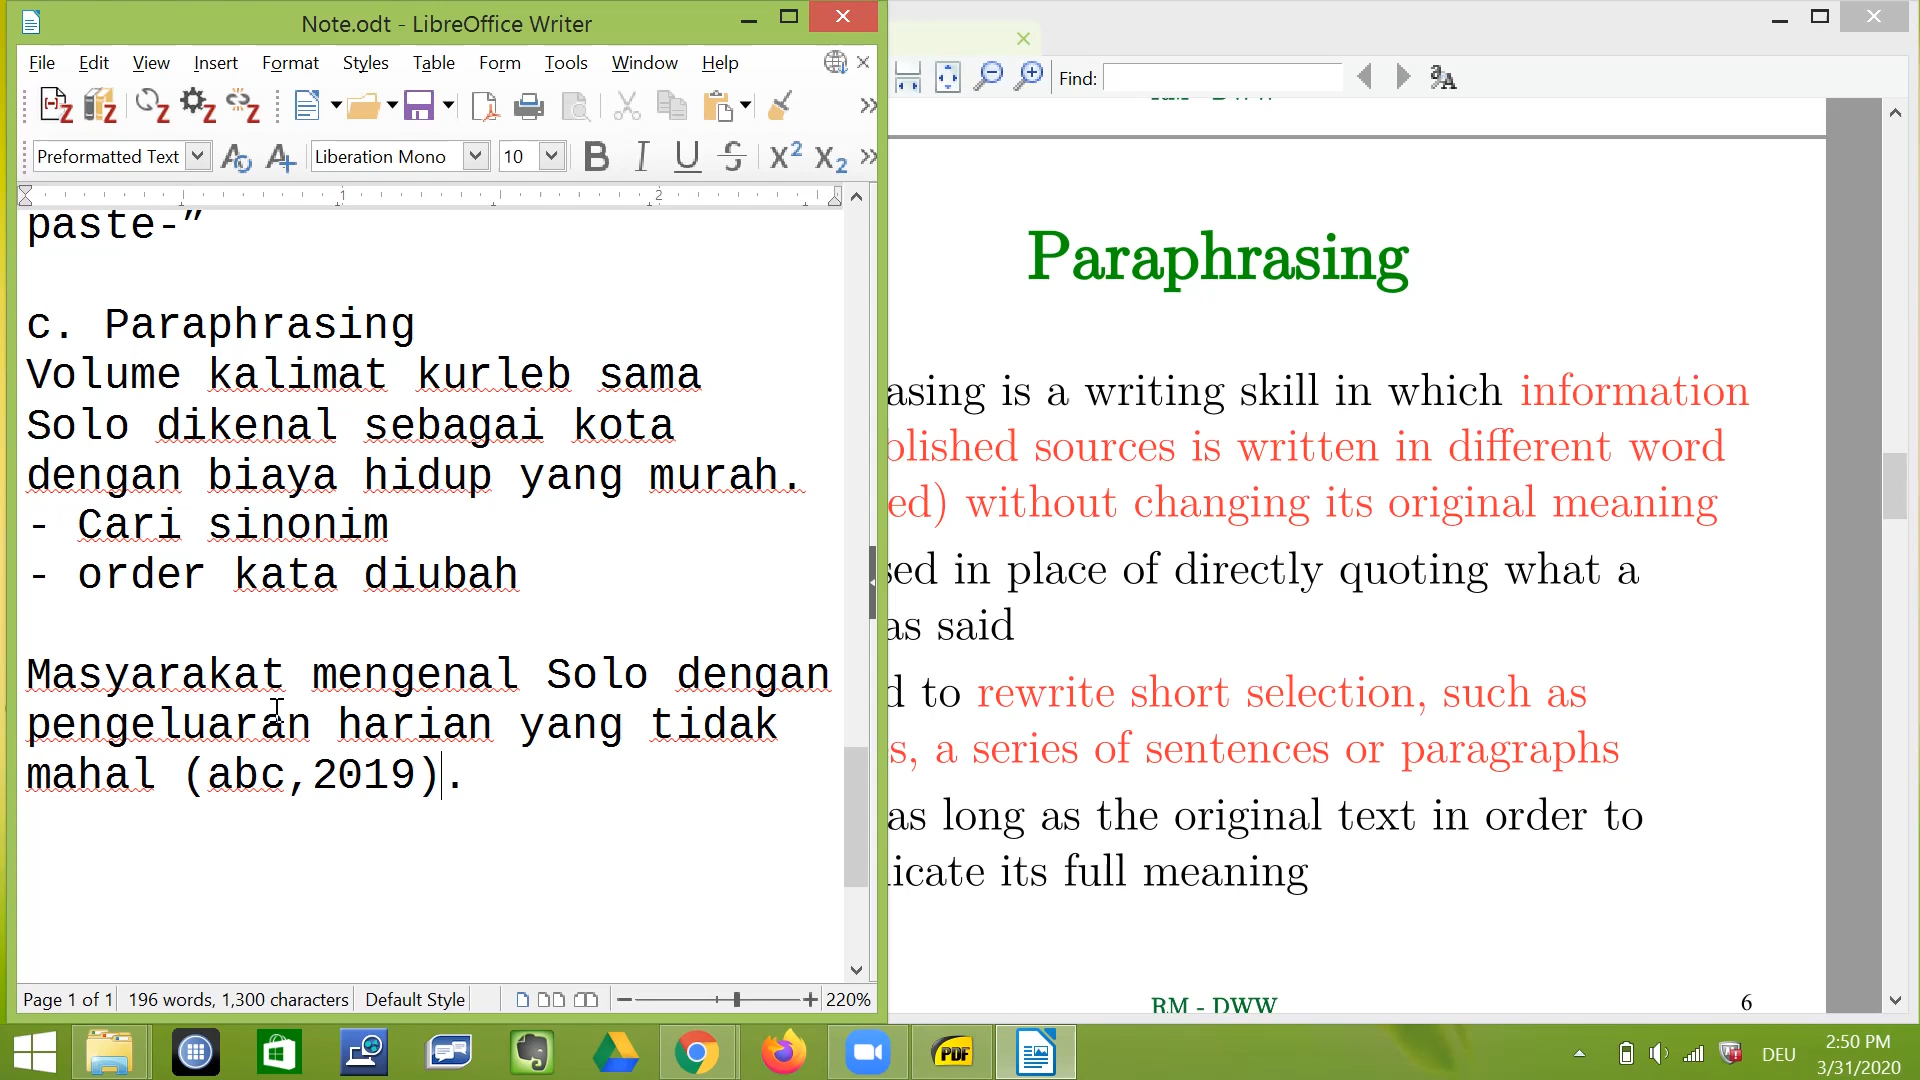 Note.odt - LibreOffice Writer
File Edit View Insert Format Styles Table Form Tools Window Help
Find:
Preformatted Text Liberation Mono 10
1 2
paste-”
c. Paraphrasing
Volume kalimat kurleb sama
Solo dikenal sebagai kota
dengan biaya hidup yang murah.
- Cari sinonim
- order kata diubah
Masyarakat mengenal Solo dengan
pengeluaran harian yang tidak
mahal (abc,2019).
Page 1 of 1 196 words, 1,300 characters Default Style 220%
Paraphrasing
asing is a writing skill in which information
blished sources is written in different word
ed) without changing its original meaning
sed in place of directly quoting what a
as said
d to rewrite short selection, such as
s, a series of sentences or paragraphs
as long as the original text in order to
licate its full meaning
RM - DWW 6
PDF
DEU
2:50 PM
3/31/2020